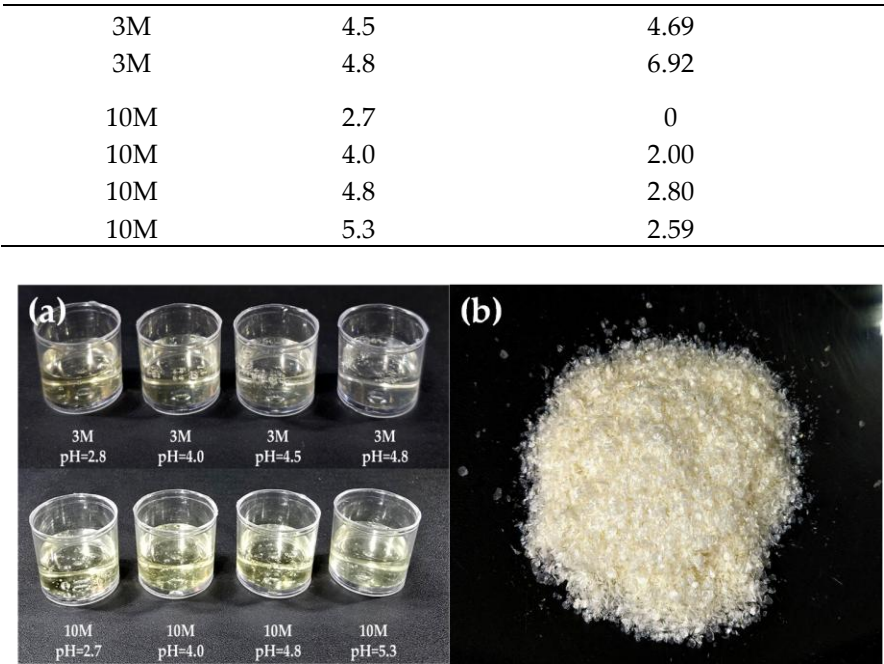 3M 4.5 4.69
3M 4.8 6.92
10M 2.7 0
10M 4.0 2.00
10M 4.8 2.80
10M 5.3 2.59
(a) (b)
3M 3M 3M 3M
pH=2.8 pH=4.0 pH=4.5 pH=4.8
10M 10M 10M 10M
pH=2.7 pH=4.0 pH=4.8 pH=5.3